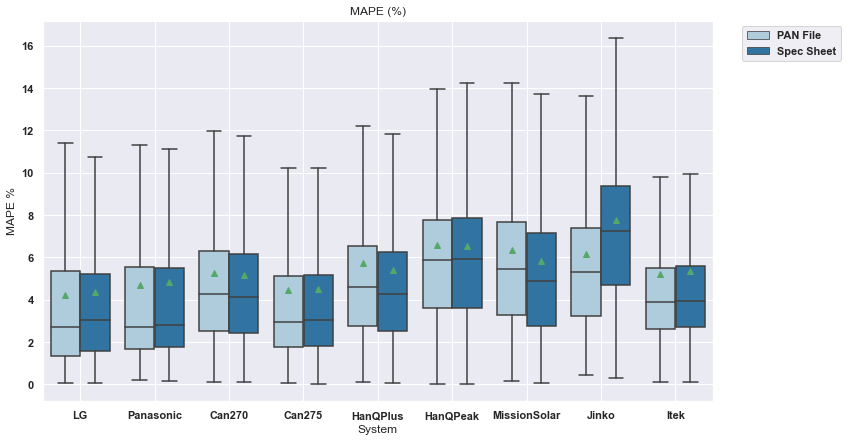 MAPE (%)
PAN File
Spec Sheet
MAPE %
16
14
12
10
8
6
4
2
0
LG Panasonic Can270 Can275 HanQPlus HanQPeak MissionSolar Jinko Itek
System